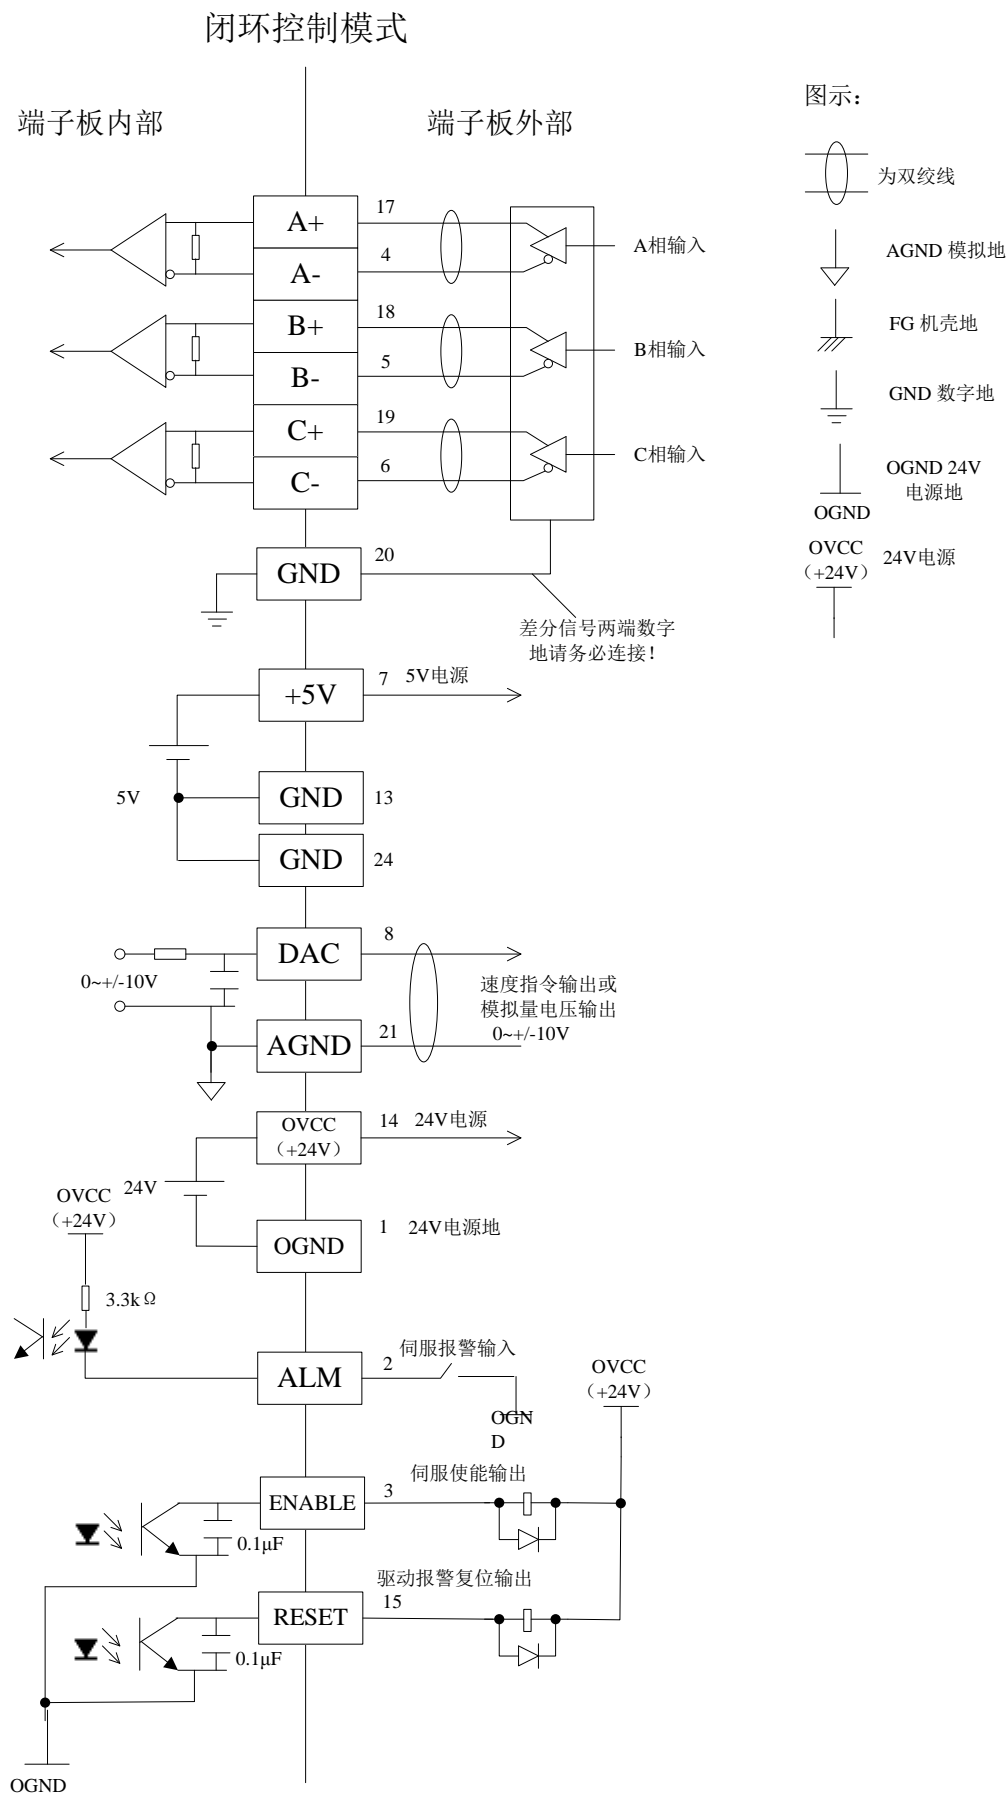 闭环控制模式
端子板内部
端子板外部
图示：
为双绞线
AGND 模拟地
FG 机壳地
GND 数字地
OGND 24V
电源地
OGND
OVCC
（+24V）
24V电源
A+
17
A相输入
A-
4
B+
18
B相输入
B-
5
C+
19
C相输入
C-
6
GND
20
差分信号两端数字
地请务必连接！
+5V
7
5V电源
5V
GND
13
GND
24
DAC
8
0~+/-10V
速度指令输出或
模拟量电压输出
0~+/-10V
AGND
21
OVCC
（+24V）
14
24V电源
24V
OVCC
（+24V）
OGND
1
24V电源地
3.3kΩ
ALM
2
伺服报警输入
OGN
D
OVCC
（+24V）
伺服使能输出
ENABLE
3
0.1μF
驱动报警复位输出
RESET
15
0.1μF
OGND